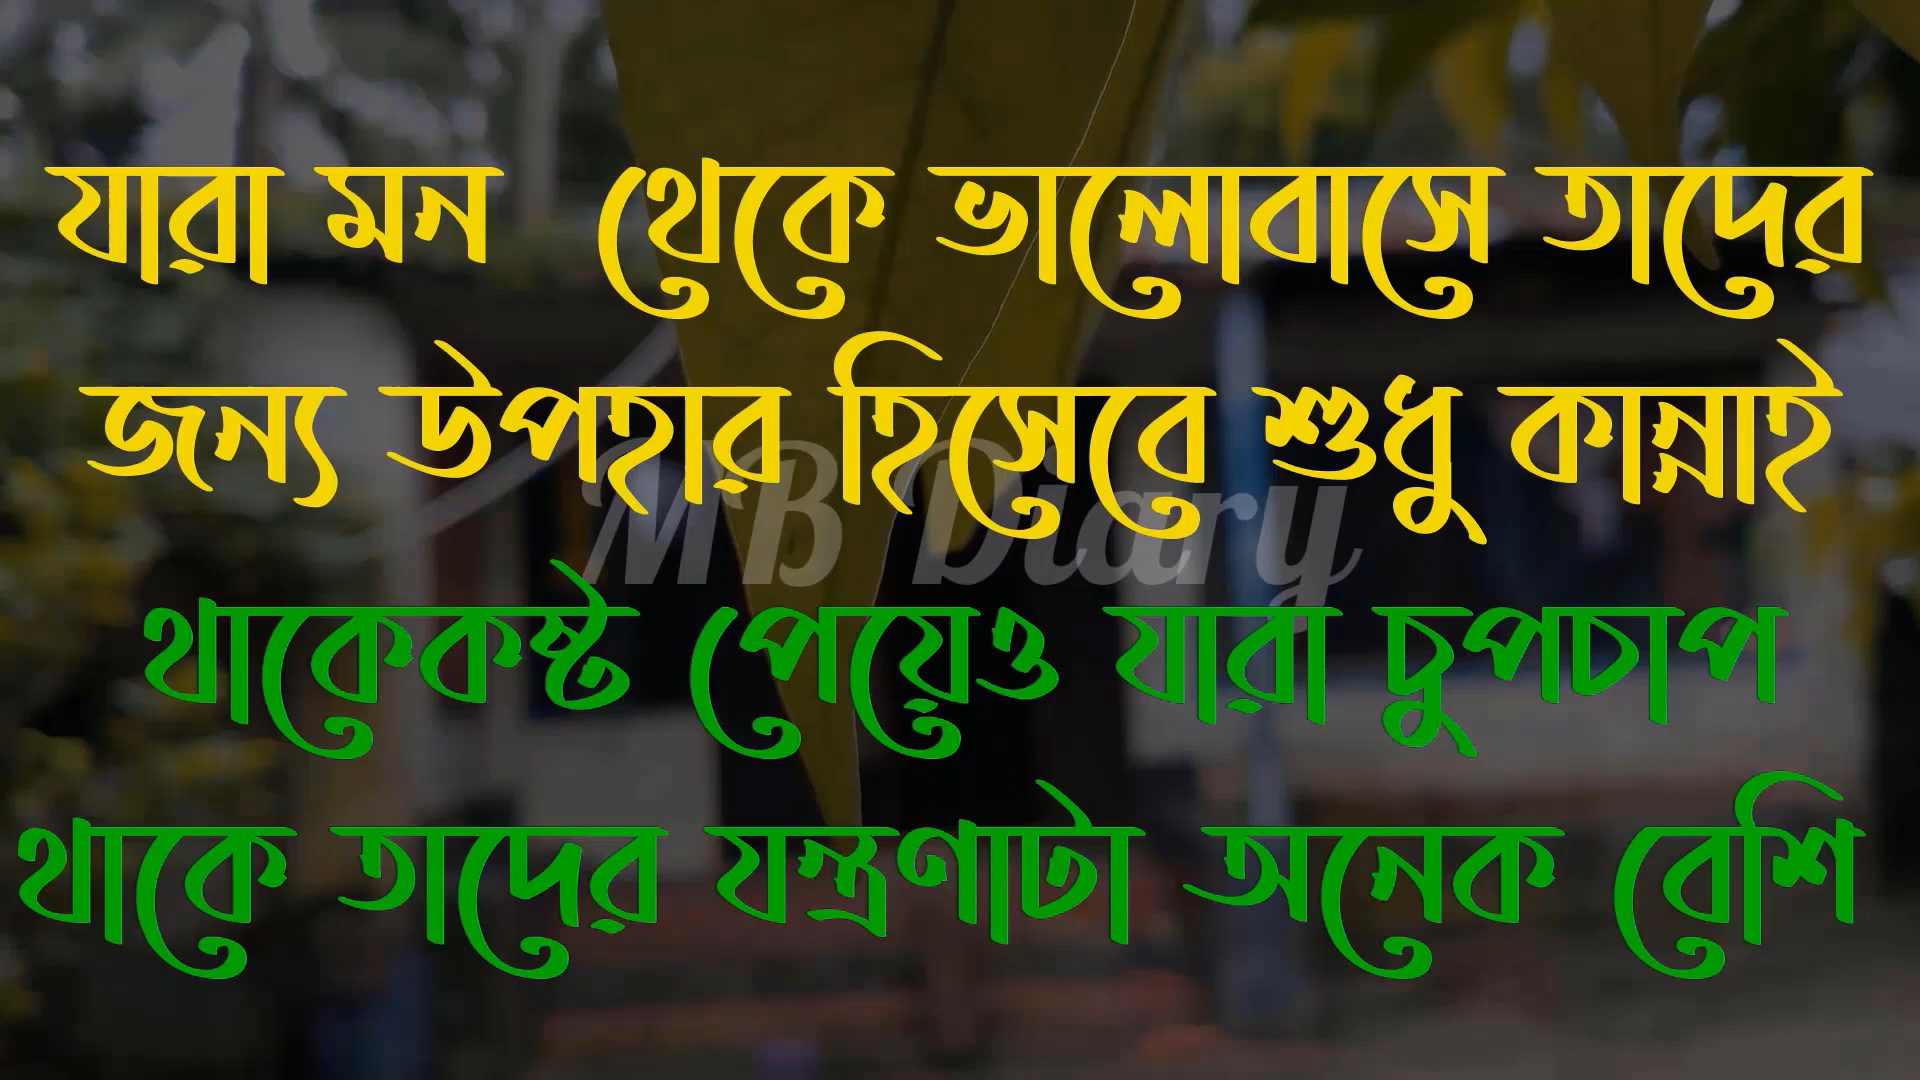 যারা মন থেকে ভালোবাসে তাদের
জন্য উপহার হিসেবে শুধু কান্নাই
MB Diary
থাকেকষ্ট পেয়েও যারা চুপচাপ
থাকে তাদের যন্ত্রণাটা অনেক বেশি